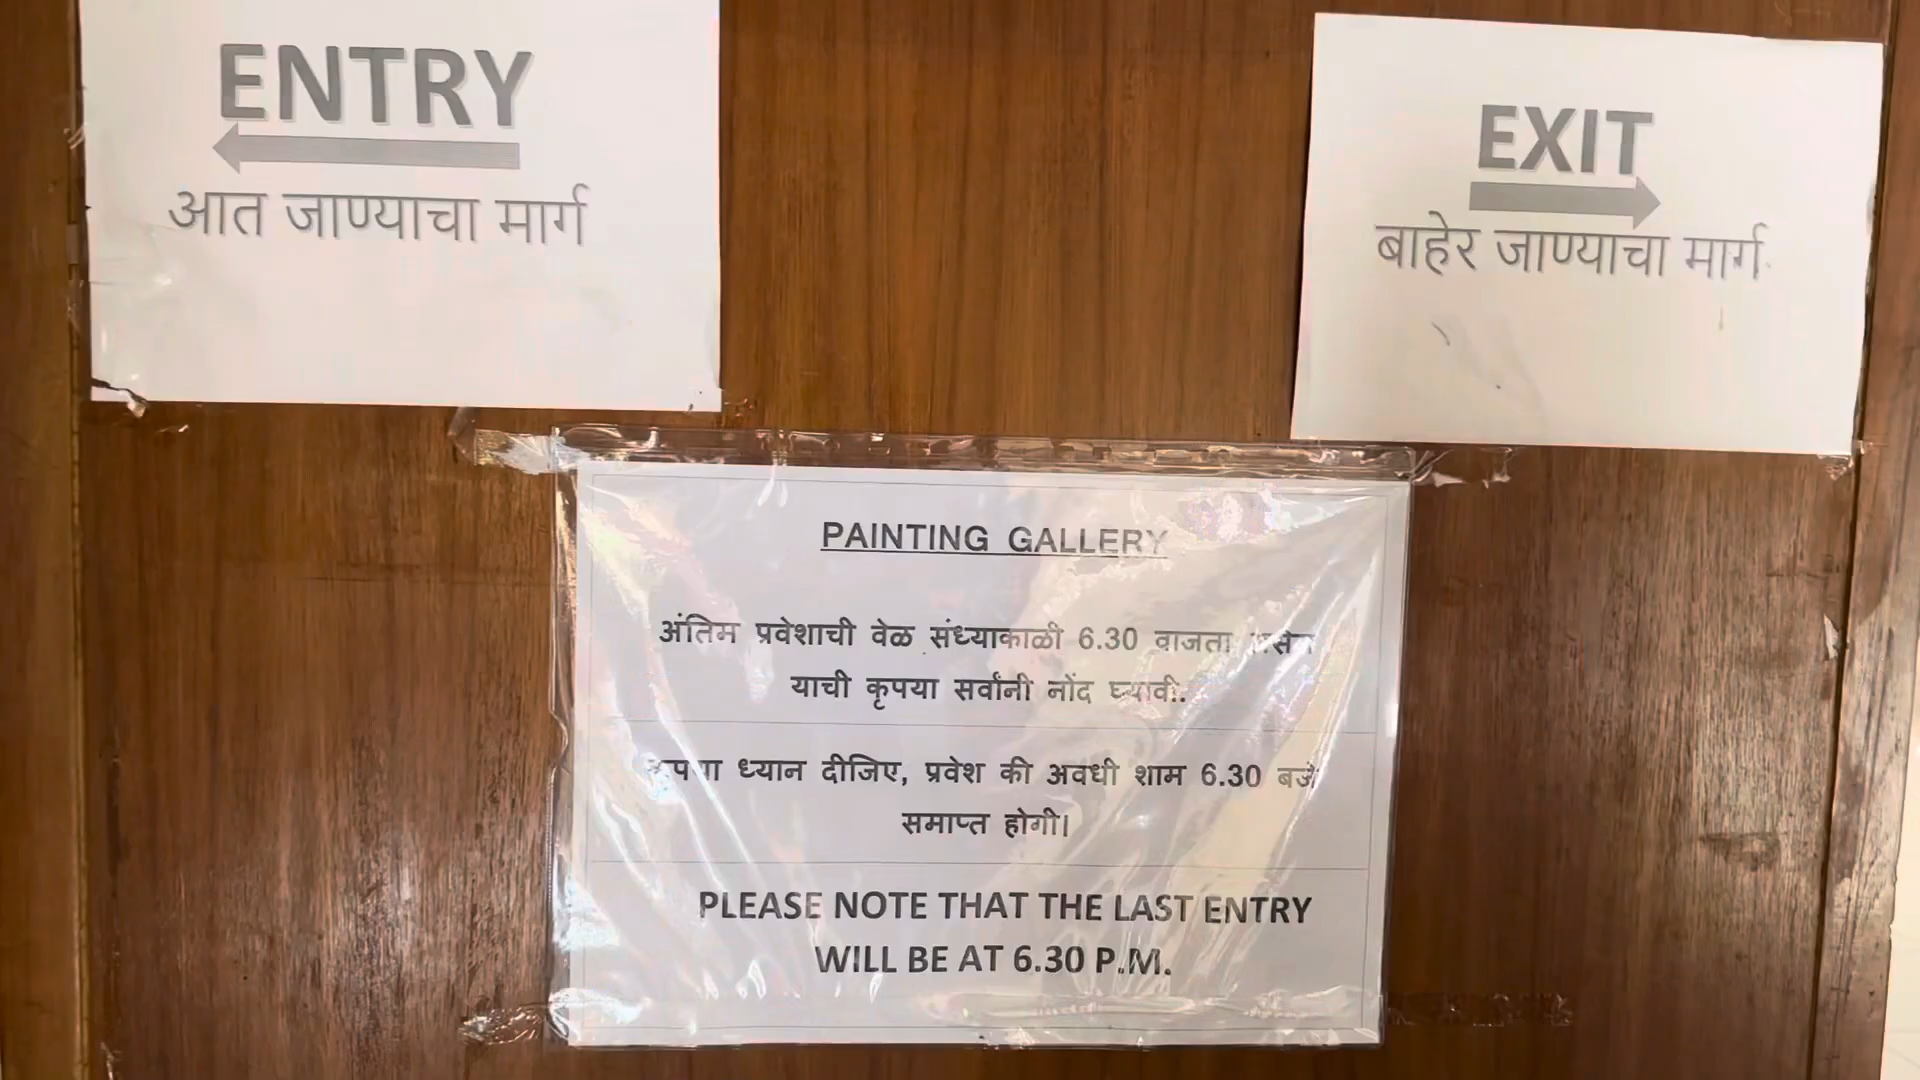 ENTRY
आत जाण्याचा मार्ग
EXIT
बाहेर जाण्याचा मार्ग
PAINTING GALLERY
अंतिम प्रवेशाची वेळ संध्याकाळी 6.30 वाजता
याची कृपया सर्वांनी नोंद घ्यावी.
ध्यान दीजिए, प्रवेश की अवधी शाम 6.30 बजे
समाप्त होगी।
PLEASE NOTE THAT THE LAST ENTRY
WILL BE AT 6.30 P.M.